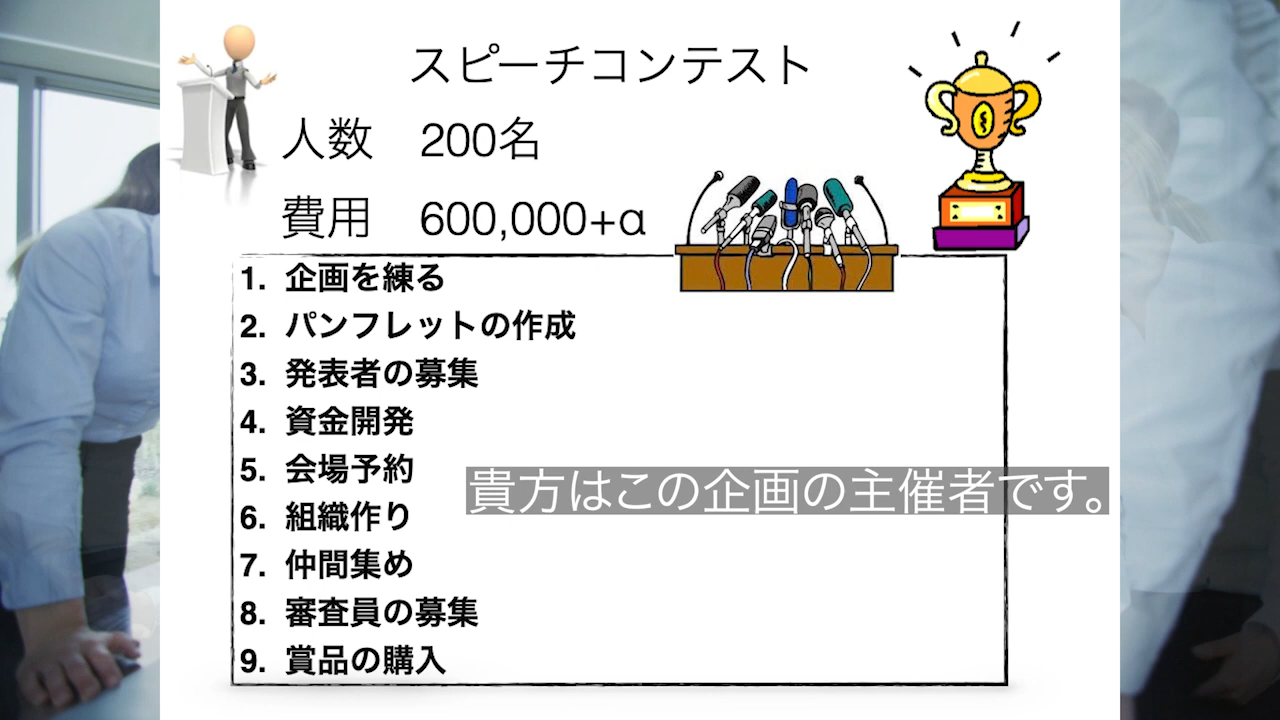 スピーチコンテスト
人数　200名
費用　600,000+α
1. 企画を練る
2. パンフレットの作成
3. 発表者の募集
4. 資金開発
5. 会場予約
貴方はこの企画の主催者です。
6. 組織作り
7. 仲間集め
8. 審査員の募集
9. 賞品の購入